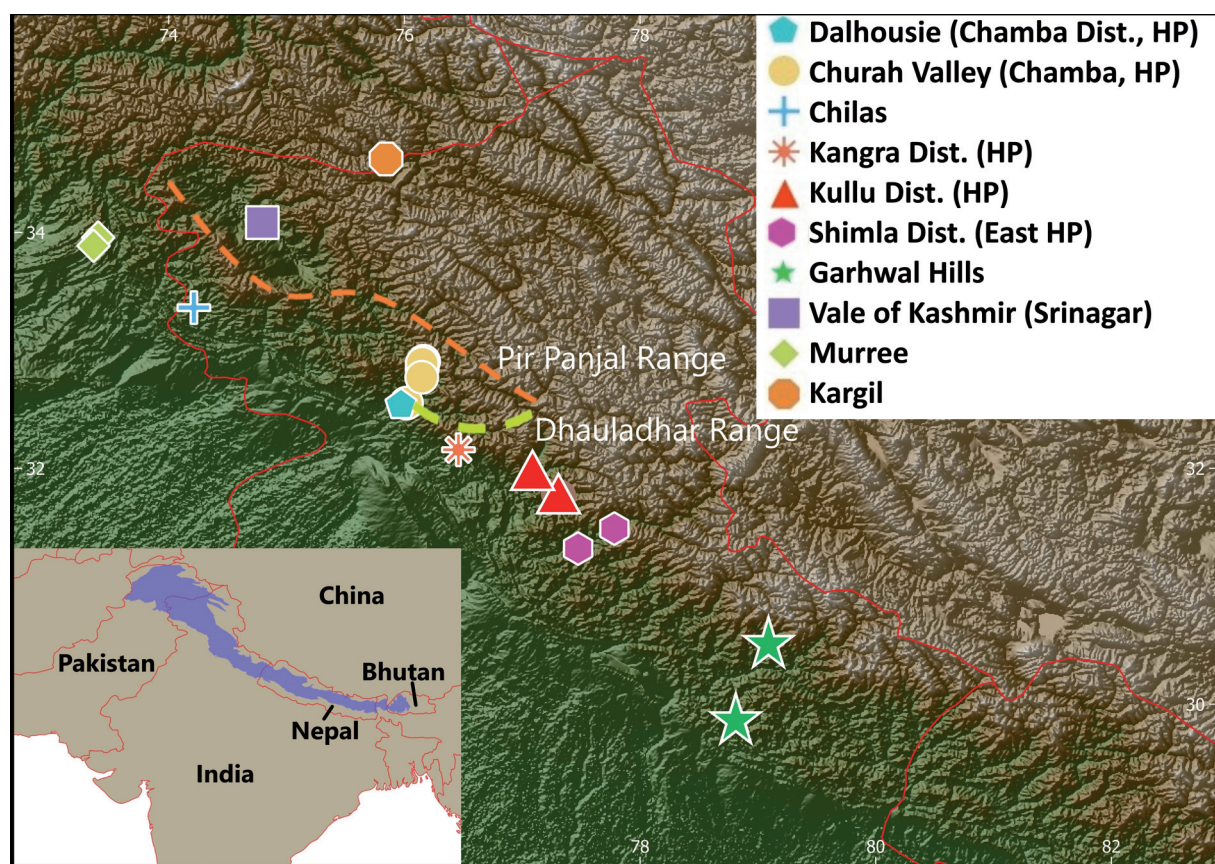 74
76
78
Dalhousie (Chamba Dist., HP)
Churah Valley (Chamba, HP)
Chilas
Kangra Dist. (HP)
Kullu Dist. (HP)
Shimla Dist. (East HP)
Garhwal Hills
Vale of Kashmir (Srinagar)
Murree
Kargil
34
Pir Panjal Range
Dhauladhar Range
32
32
China
Pakistan
Bhutan
Nepal
India
30
78
80
82